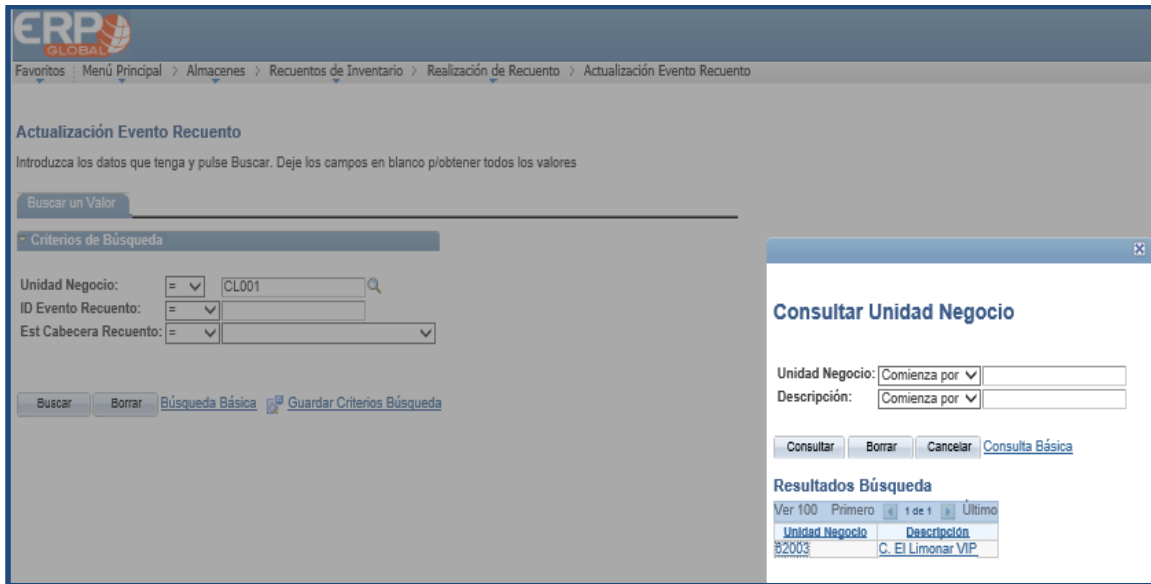 ERP
GLOBAL
Favoritos Menú Principal > Almacenes > Recuentos de Inventario > Realización de Recuento > Actualización Evento Recuento
Actualización Evento Recuento
Introduzca los datos que tenga y pulse Buscar. Deje los campos en blanco p/obtener todos los valores
Buscar un Valor
Criterios de Búsqueda
Unidad Negocio: = CL001
ID Evento Recuento: =
Est Cabecera Recuento: =
Buscar Borrar Búsqueda Básica Guardar Criterios Búsqueda
Consultar Unidad Negocio
Unidad Negocio: Comienza por
Descripción: Comienza por
Consultar Borrar Cancelar Consulta Básica
Resultados Búsqueda
Ver 100 Primero 1 de 1 Último
Unidad Negocio Descripción
62003 C. El Limonar VIP